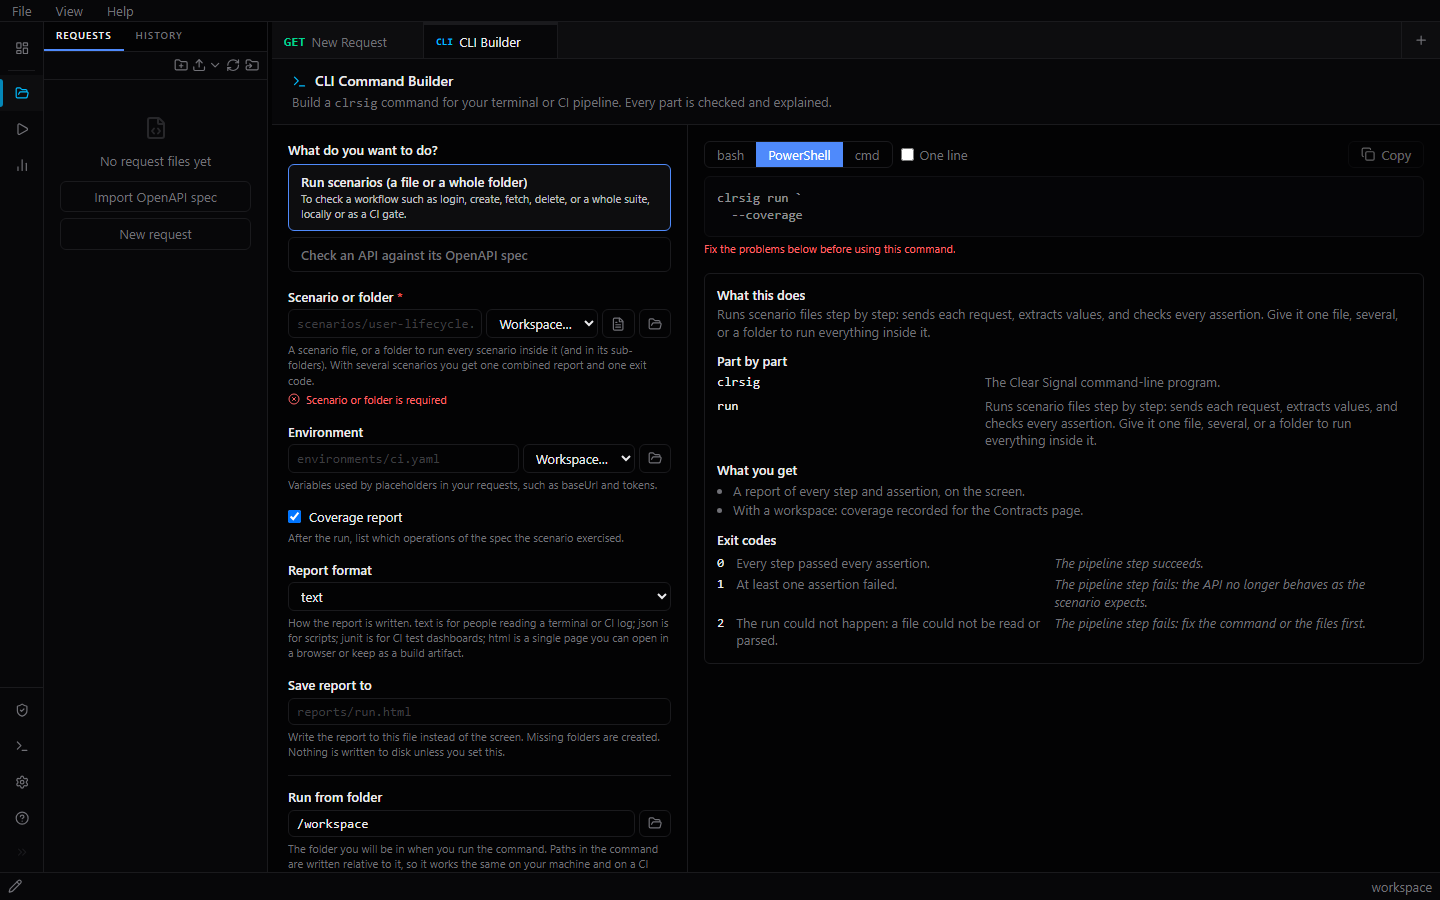 File View Help
REQUESTS HISTORY
GET New Request
CLI CLI Builder
CLI Command Builder
Build a clrsig command for your terminal or CI pipeline. Every part is checked and explained.
No request files yet
Import OpenAPI spec
New request
What do you want to do?
Run scenarios (a file or a whole folder)
To check a workflow such as login, create, fetch, delete, or a whole suite,
locally or as a CI gate.
Check an API against its OpenAPI spec
Scenario or folder *
scenarios/user-lifecycle. Workspace...
A scenario file, or a folder to run every scenario inside it (and in its sub-
folders). With several scenarios you get one combined report and one exit
code.
Scenario or folder is required
Environment
environments/ci.yaml Workspace...
Variables used by placeholders in your requests, such as baseUrl and tokens.
Coverage report
After the run, list which operations of the spec the scenario exercised.
Report format
text
How the report is written. text is for people reading a terminal or CI log; json is
for scripts; junit is for CI test dashboards; html is a single page you can open in
a browser or keep as a build artifact.
Save report to
reports/run.html
Write the report to this file instead of the screen. Missing folders are created.
Nothing is written to disk unless you set this.
Run from folder
/workspace
The folder you will be in when you run the command. Paths in the command
are written relative to it, so it works the same on your machine and on a CI
bash PowerShell cmd One line Copy
clrsig run `
--coverage
Fix the problems below before using this command.
What this does
Runs scenario files step by step: sends each request, extracts values, and checks every assertion. Give it one file, several,
or a folder to run everything inside it.
Part by part
clrsig The Clear Signal command-line program.
run Runs scenario files step by step: sends each request, extracts values, and
checks every assertion. Give it one file, several, or a folder to run
everything inside it.
What you get
• A report of every step and assertion, on the screen.
• With a workspace: coverage recorded for the Contracts page.
Exit codes
0 Every step passed every assertion. The pipeline step succeeds.
1 At least one assertion failed. The pipeline step fails: the API no longer behaves as the
scenario expects.
2 The run could not happen: a file could not be read or The pipeline step fails: fix the command or the files first.
parsed.
workspace